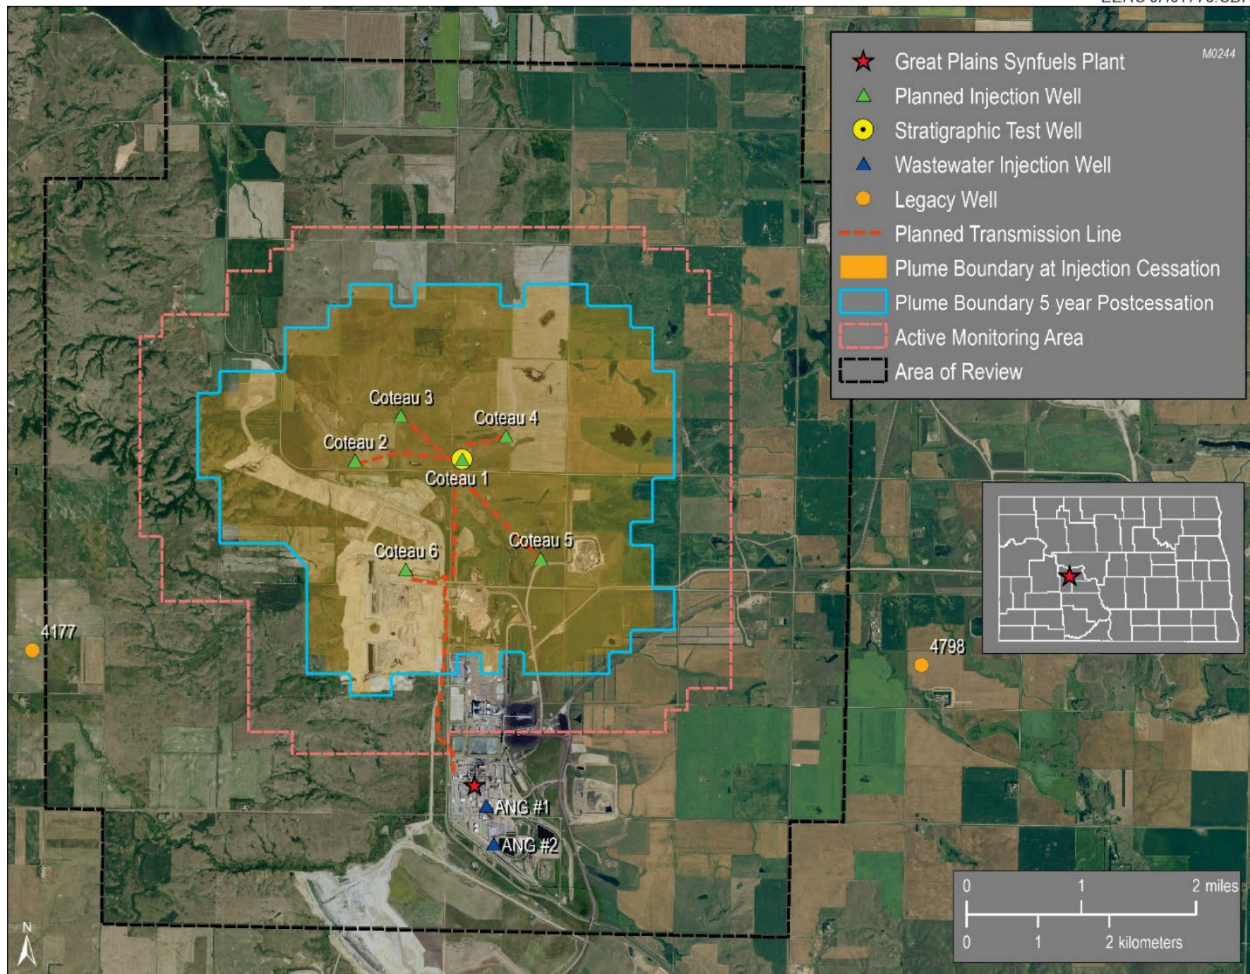 M0244
Great Plains Synfuels Plant
Planned Injection Well
Stratigraphic Test Well
Wastewater Injection Well
Legacy Well
Planned Transmission Line
Plume Boundary at Injection Cessation
Plume Boundary 5 year Postcessation
Active Monitoring Area
Area of Review
Coteau 3
Coteau 4
Coteau 2
Coteau 1
Coteau 5
Coteau 6
4177
4798
ANG #1
ANG #2
0 1 2 miles
0 1 2 kilometers
N